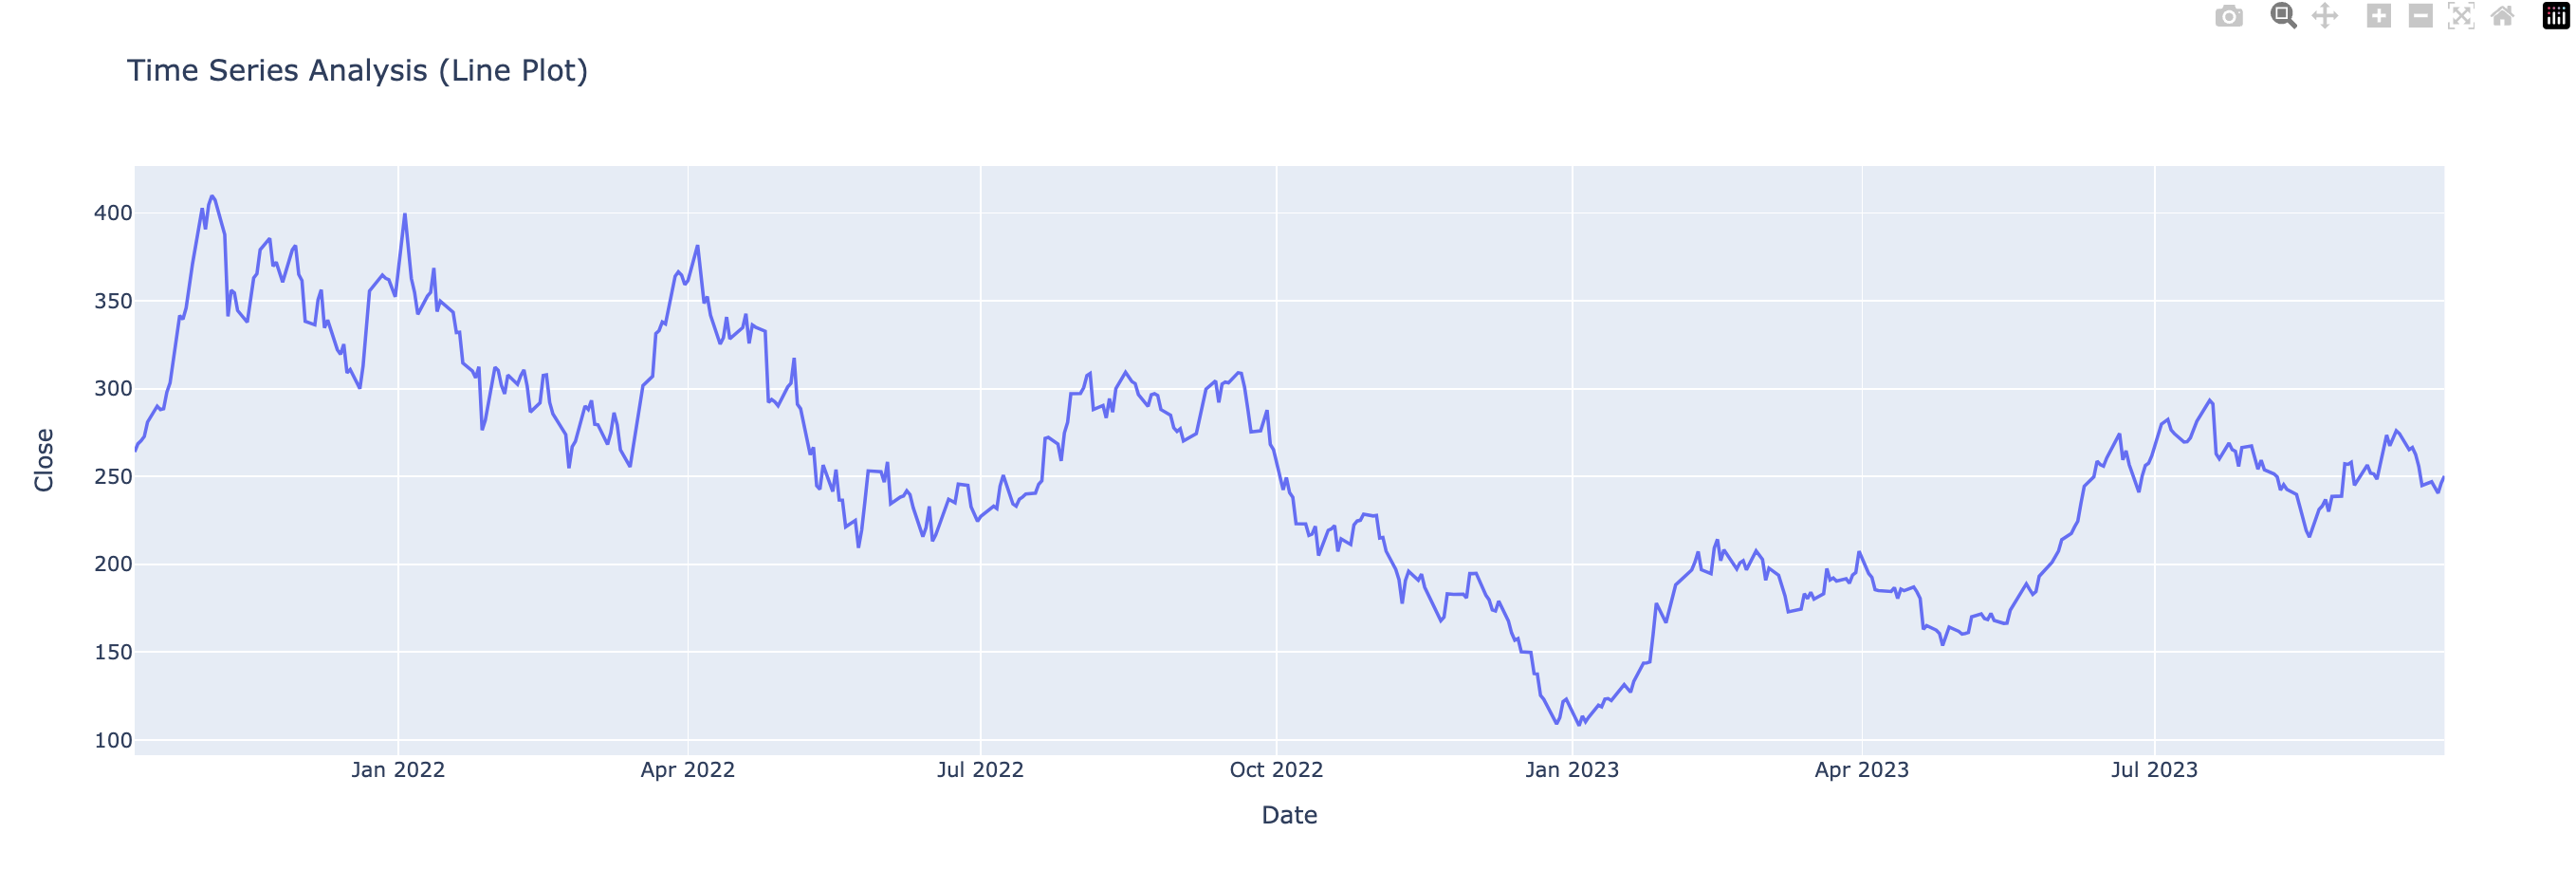 Time Series Analysis (Line Plot)
400
350
300
250
200
150
100
Close
Jan 2022
Apr 2022
Jul 2022
Oct 2022
Jan 2023
Apr 2023
Jul 2023
Date